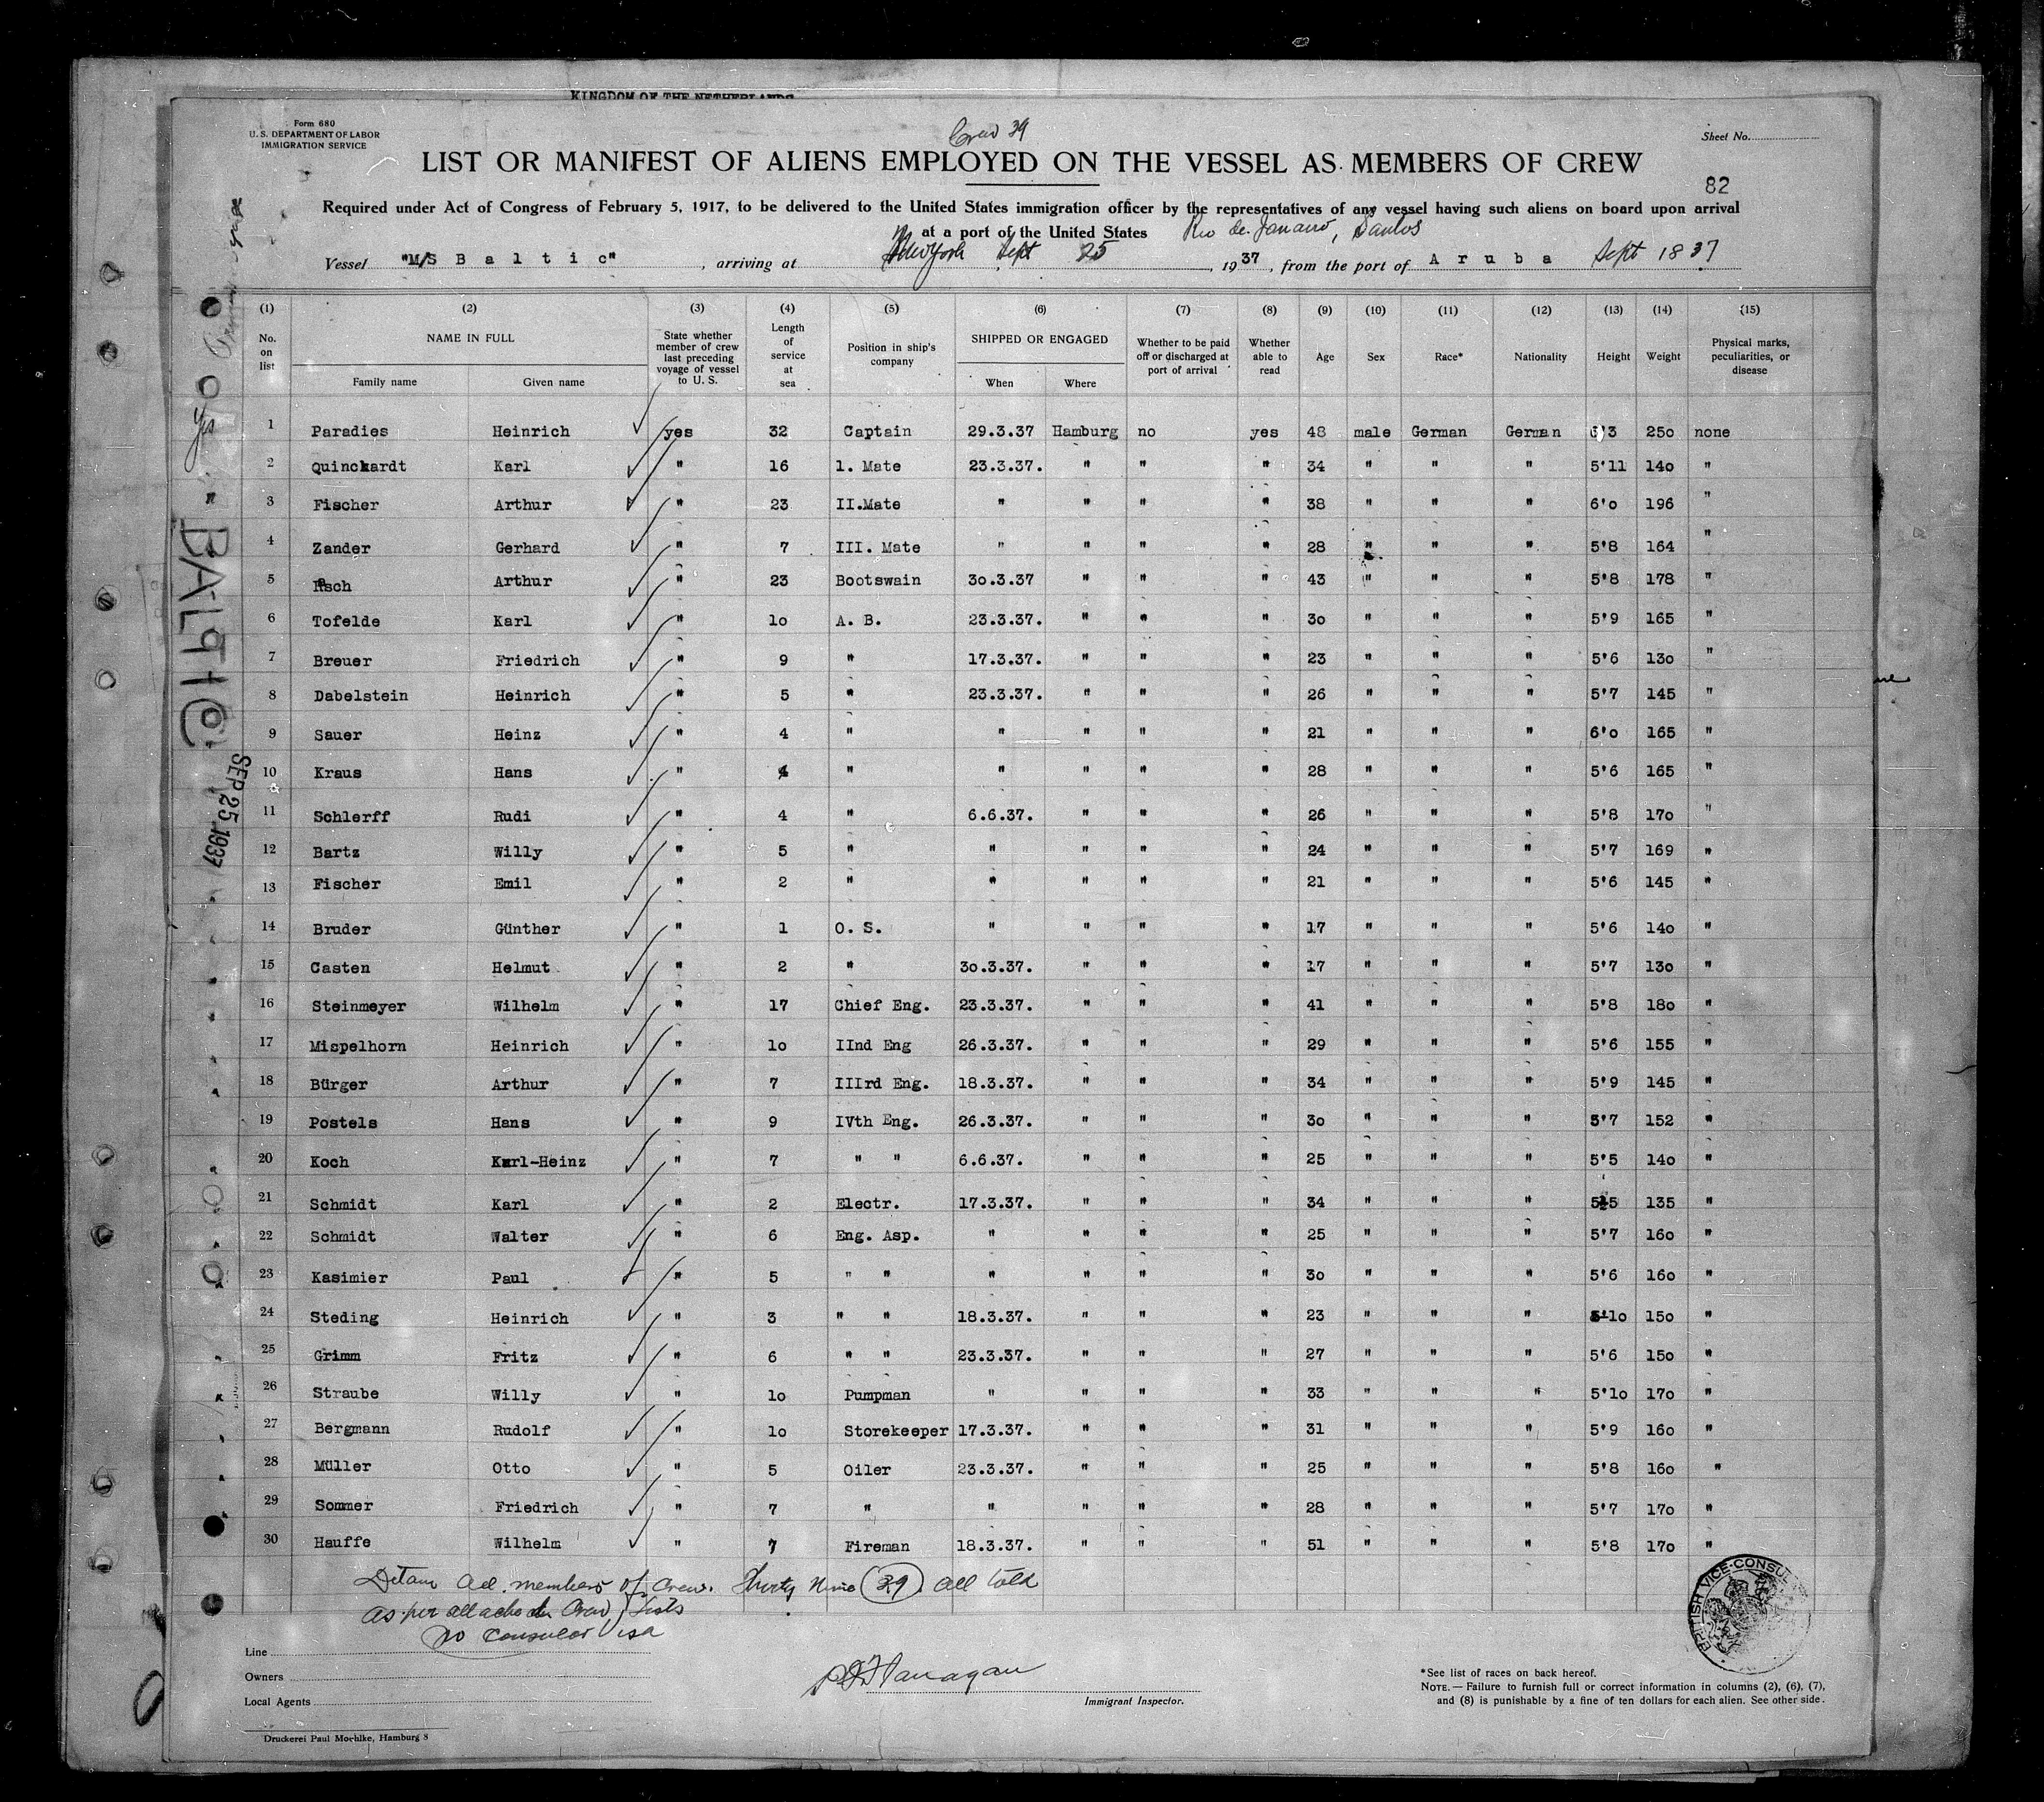 KINGDOM OF THE NETHERLANDS
Form 680
U. S. DEPARTMENT OF LABOR
IMMIGRATION SERVICE
Crew 39
Sheet No.
LIST OR MANIFEST OF ALIENS EMPLOYED ON THE VESSEL AS MEMBERS OF CREW
82
Required under Act of Congress of February 5, 1917, to be delivered to the United States immigration officer by the representatives of any vessel having such aliens on board upon arrival
at a port of the United States Rio de Janairo, Santos
Vessel "M/S Baltic", arriving at New York Sept 25, 1937, from the port of Aruba Sept 18 37
(1) (2) (3) (4) (5) (6) (7) (8) (9) (10) (11) (12) (13) (14) (15)
No. on list NAME IN FULL Family name Given name State whether member of crew last preceding voyage of vessel to U. S. Length of service at sea Position in ship's company SHIPPED OR ENGAGED When Where Whether to be paid off or discharged at port of arrival Whether able to read Age Sex Race* Nationality Height Weight Physical marks, peculiarities, or disease
1 Paradies Heinrich yes 32 Captain 29.3.37 Hamburg no yes 48 male German German 6'3 250 none
2 Quinckardt Karl " 16 1. Mate 23.3.37. " " " 34 " " " 5'11 140 "
3 Fischer Arthur " 23 II.Mate " " " " 38 " " " 6'0 196 "
4 Zander Gerhard " 7 III. Mate " " " " 28 " " " 5'8 164 "
5 Arthur " 23 Bootswain 30.3.37 " " " 43 " " " 5'8 178 "
6 Tofelde Karl " 10 A. B. 23.3.37. " " " 30 " " " 5'9 165 "
7 Breuer Friedrich " 9 " 17.3.37. " " " 23 " " " 5'6 130 "
8 Dabelstein Heinrich " 5 " 23.3.37. " " " 26 " " " 5'7 145 "
9 Sauer Heinz " 4 " " " " " 21 " " " 6'0 165 "
10 Kraus Hans " 4 " " " " " 28 " " " 5'6 165 "
11 Schlerff Rudi " 4 " 6.6.37. " " " 26 " " " 5'8 170 "
12 Bartz Willy " 5 " " " " " 24 " " " 5'7 169 "
13 Fischer Emil " 2 " " " " " 21 " " " 5'6 145 "
14 Bruder Günther " 1 O. S. " " " " 17 " " " 5'6 140 "
15 Casten Helmut " 2 " 30.3.37. " " " 17 " " " 5'7 130 "
16 Steinmeyer Wilhelm " 17 Chief Eng. 23.3.37. " " " 41 " " " 5'8 180 "
17 Mispelhorn Heinrich " 10 IInd Eng 26.3.37. " " " 29 " " " 5'6 155 "
18 Bürger Arthur " 7 IIIrd Eng. 18.3.37. " " " 34 " " " 5'9 145 "
19 Postels Hans " 9 IVth Eng. 26.3.37. " " " 30 " " " 5'7 152 "
20 Koch Karl-Heinz " 7 " " 6.6.37. " " " 25 " " " 5'5 140 "
21 Schmidt Karl " 2 Electr. 17.3.37. " " " 34 " " " 5'5 135 "
22 Schmidt Walter " 6 Eng. Asp. " " " " 25 " " " 5'7 160 "
23 Kasimier Paul " 5 " " " " " " 30 " " " 5'6 160 "
24 Steding Heinrich " 3 " " 18.3.37. " " " 23 " " " 5'10 150 "
25 Grimm Fritz " 6 " " 23.3.37. " " " 27 " " " 5'6 150 "
26 Straube Willy " 10 Pumpman " " " " 33 " " " 5'10 170 "
27 Bergmann Rudolf " 10 Storekeeper 17.3.37. " " " 31 " " " 5'9 160 "
28 Müller Otto " 5 Oiler 23.3.37. " " " 25 " " " 5'8 160 "
29 Sommer Friedrich " 7 " " " " " 28 " " " 5'7 170 "
30 Hauffe Wilhelm " 7 Fireman 18.3.37. " " " 51 " " " 5'8 170 "
Detain All members of Crew. Thirty Nine (39) all told
as per attached Crew Lists
No Consular Visa
Line
Owners
Local Agents
Flanagan
Immigrant Inspector.
BRITISH VICE-CONSUL
*See list of races on back hereof.
NOTE.—Failure to furnish full or correct information in columns (2), (6), (7),
and (8) is punishable by a fine of ten dollars for each alien. See other side.
Druckerei Paul Moehlke, Hamburg 8
BALTIC
SEP 25 1937